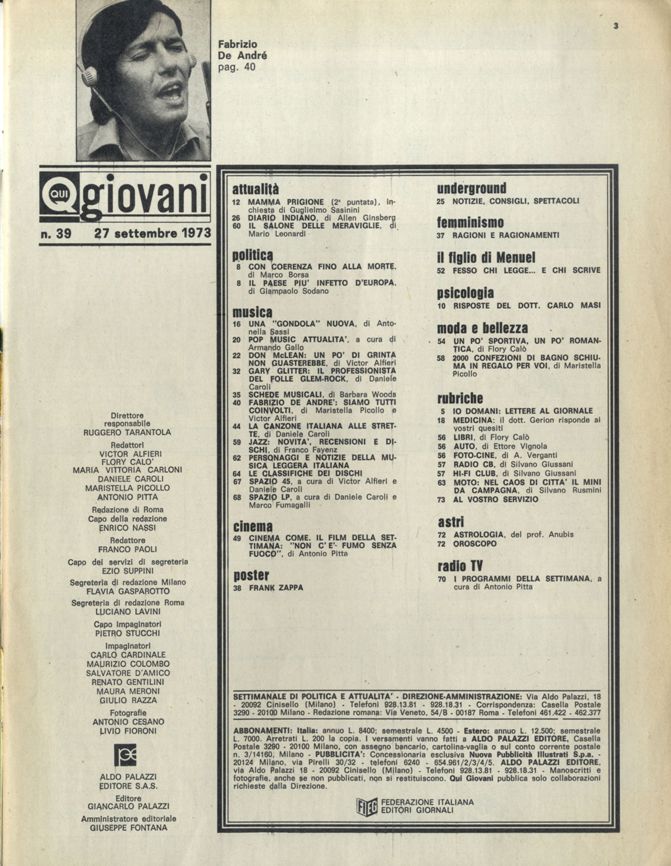 3
Fabrizio
De André
pag. 40
QUI
giovani
n. 39 27 settembre 1973
Direttore
responsabile
RUGGERO TARANTOLA
Redattori
VICTOR ALFIERI
FLORY CALO'
MARIA VITTORIA CARLONI
DANIELE CAROLI
MARISTELLA PICOLLO
ANTONIO PITTA
Redazione di Roma
Capo della redazione
ENRICO NASSI
Redattore
FRANCO PAOLI
Capo dei servizi di segreteria
EZIO SUPPINI
Segreteria di redazione Milano
FLAVIA GASPAROTTO
Segreteria di redazione Roma
LUCIANO LAVINI
Capo Impaginatori
PIETRO STUCCHI
Impaginatori
CARLO CARDINALE
MAURIZIO COLOMBO
SALVATORE D'AMICO
RENATO GENTILINI
MAURA MERONI
GIULIO RAZZA
Fotografie
ANTONIO CESANO
LIVIO FIORONI
ALDO PALAZZI
EDITORE S.A.S.
Editore
GIANCARLO PALAZZI
Amministratore editoriale
GIUSEPPE FONTANA
attualità
12 MAMMA PRIGIONE (2ª puntata), in-
chiesta di Guglielmo Sasinini
26 DIARIO INDIANO, di Allen Ginsberg
60 IL SALONE DELLE MERAVIGLIE, di
Mario Leonardi
politica
8 CON COERENZA FINO ALLA MORTE,
di Marco Borsa
8 IL PAESE PIU' INFETTO D'EUROPA,
di Giampaolo Sodano
musica
16 UNA "GONDOLA" NUOVA, di Anto-
nella Sassi
20 POP MUSIC ATTUALITA', a cura di
Armando Gallo
22 DON McLEAN: UN PO' DI GRINTA
NON GUASTEREBBE, di Victor Alfieri
32 GARY GLITTER: IL PROFESSIONISTA
DEL FOLLE GLEM-ROCK, di Daniele
Caroli
35 SCHEDE MUSICALI, di Barbara Woods
40 FABRIZIO DE ANDRE': SIAMO TUTTI
COINVOLTI, di Maristella Picollo e
Victor Alfieri
44 LA CANZONE ITALIANA ALLE STRET-
TE, di Daniele Caroli
59 JAZZ: NOVITA', RECENSIONI E DI-
SCHI, di Franco Fayenz
62 PERSONAGGI E NOTIZIE DELLA MU-
SICA LEGGERA ITALIANA
64 LE CLASSIFICHE DEI DISCHI
67 SPAZIO 45, a cura di Victor Alfieri e
Daniele Caroli
68 SPAZIO LP, a cura di Daniele Caroli e
Marco Fumagalli
cinema
49 CINEMA COME. IL FILM DELLA SET-
TIMANA: "NON C'E' FUMO SENZA
FUOCO", di Antonio Pitta
poster
38 FRANK ZAPPA
underground
25 NOTIZIE, CONSIGLI, SPETTACOLI
femminismo
37 RAGIONI E RAGIONAMENTI
il figlio di Menuel
52 FESSO CHI LEGGE... E CHI SCRIVE
psicologia
10 RISPOSTE DEL DOTT. CARLO MASI
moda e bellezza
54 UN PO' SPORTIVA, UN PO' ROMAN-
TICA, di Flory Calò
58 2000 CONFEZIONI DI BAGNO SCHIU-
MA IN REGALO PER VOI, di Maristella
Picollo
rubriche
5 IO DOMANI: LETTERE AL GIORNALE
18 MEDICINA: il dott. Gerion risponde ai
vostri quesiti
56 LIBRI, di Flory Calò
56 AUTO, di Ettore Vignola
56 FOTO-CINE, di A. Verganti
57 RADIO CB, di Silvano Giussani
57 HI-FI CLUB, di Silvano Giussani
63 MOTO: NEL CAOS DI CITTA' IL MINI
DA CAMPAGNA, di Silvano Rusmini
73 AL VOSTRO SERVIZIO
astri
72 ASTROLOGIA, del prof. Anubis
72 OROSCOPO
radio TV
70 I PROGRAMMI DELLA SETTIMANA, a
cura di Antonio Pitta
SETTIMANALE DI POLITICA E ATTUALITA' - DIREZIONE-AMMINISTRAZIONE: Via Aldo Palazzi, 18
- 20092 Cinisello (Milano) - Telefoni 928.13.81 - 928.18.31 - Corrispondenza: Casella Postale
3290 - 20100 Milano - Redazione romana: Via Veneto, 54/B - 00187 Roma - Telefoni 461.422 - 462.377
ABBONAMENTI: Italia: annuo L. 8400; semestrale L. 4500 - Estero: annuo L. 12.500; semestrale
L. 7000. Arretrati L. 200 la copia. I versamenti vanno fatti a ALDO PALAZZI EDITORE, Casella
Postale 3290 - 20100 Milano, con assegno bancario, cartolina-vaglia o sul conto corrente postale
n. 3/14160, Milano - PUBBLICITA': Concessionaria esclusiva Nuova Pubblicità Illustrati S.p.a. -
20124 Milano, via Pirelli 30/32 - telefoni 6240 - 654.961/2/3/4/5. ALDO PALAZZI EDITORE,
via Aldo Palazzi 18 - 20092 Cinisello (Milano) - Telefoni 928.13.81 - 928.18.31 - Manoscritti e
fotografie, anche se non pubblicati, non si restituiscono. Qui Giovani pubblica solo collaborazioni
richieste dalla Direzione.
FIEG
FEDERAZIONE ITALIANA
EDITORI GIORNALI